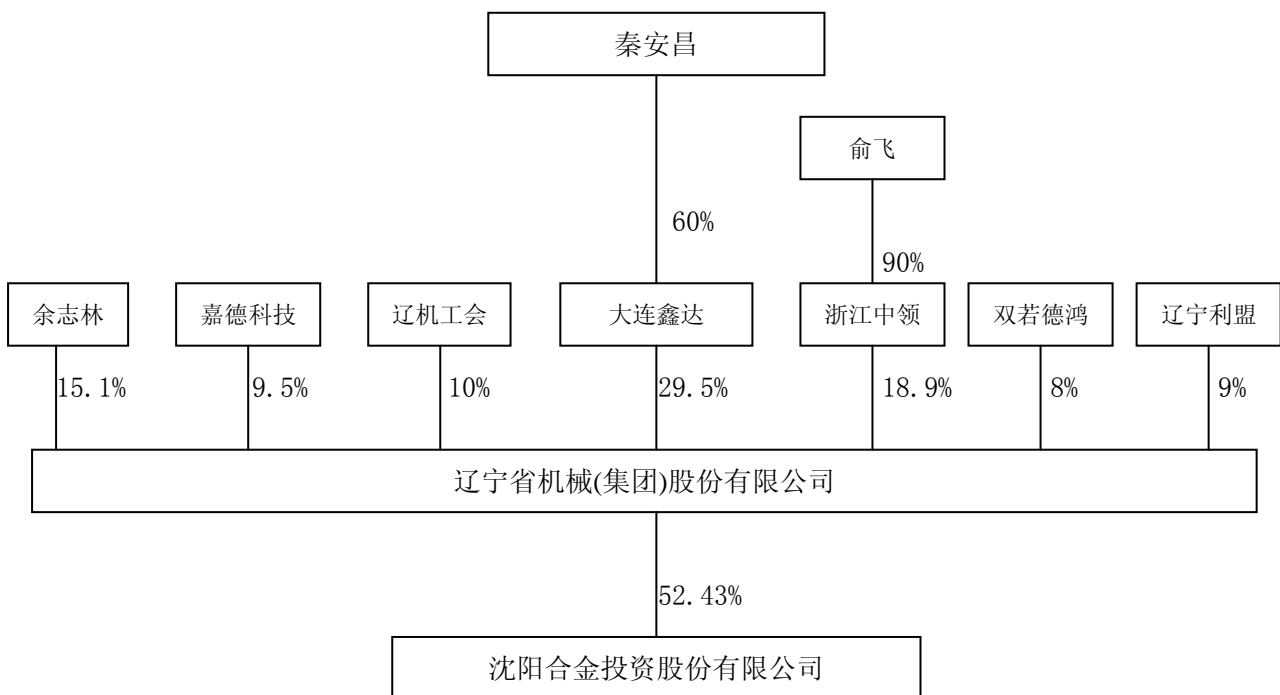 秦安昌
俞飞
60%
90%
余志林
嘉德科技
辽机工会
大连鑫达
浙江中领
双若德鸿
辽宁利盟
15.1%
9.5%
10%
29.5%
18.9%
8%
9%
辽宁省机械(集团)股份有限公司
52.43%
沈阳合金投资股份有限公司